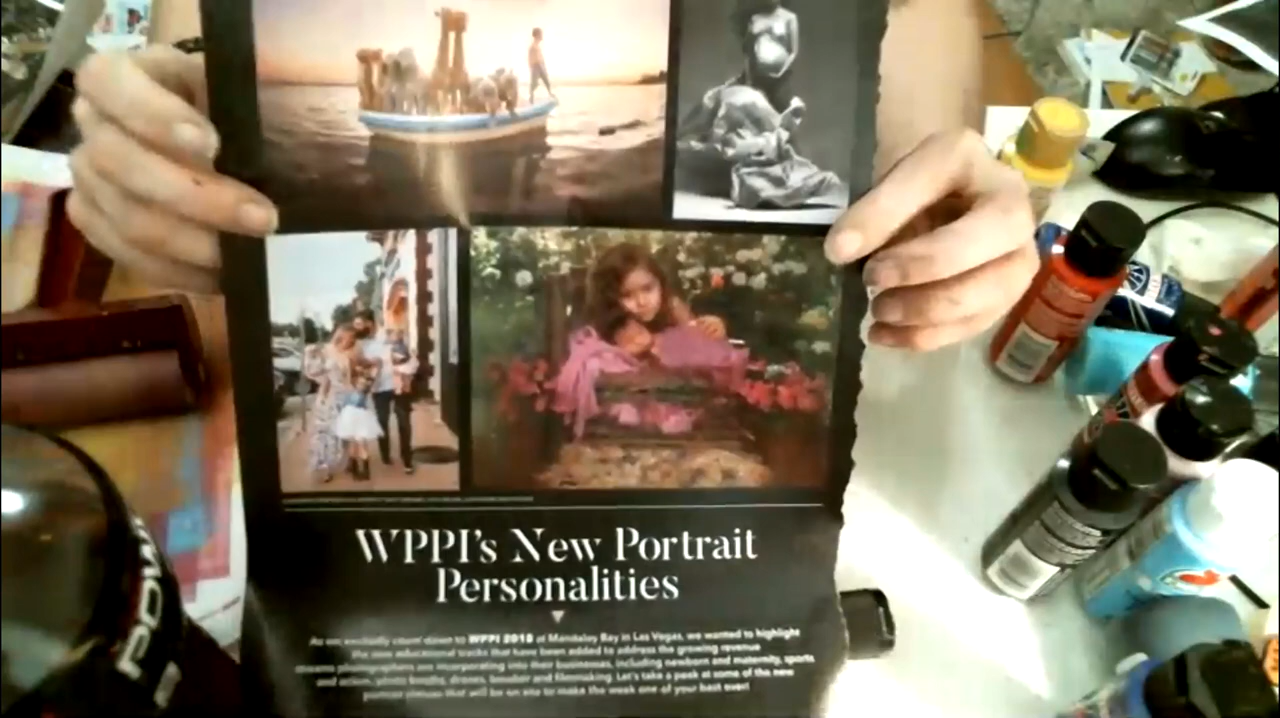 WPPI's New Portrait
Personalities
As we excitedly count down to WPPI 2018 at Mandalay Bay in Las Vegas, we wanted to highlight
the new educational tracks that have been added to address the growing revenue
streams photographers are incorporating into their businesses, including newborn and maternity, sports
and action, photo booths, drones, boudoir and filmmaking. Let's take a peek at some of the new
portrait pieces that will be on site to make the week one of your best ever!
POW